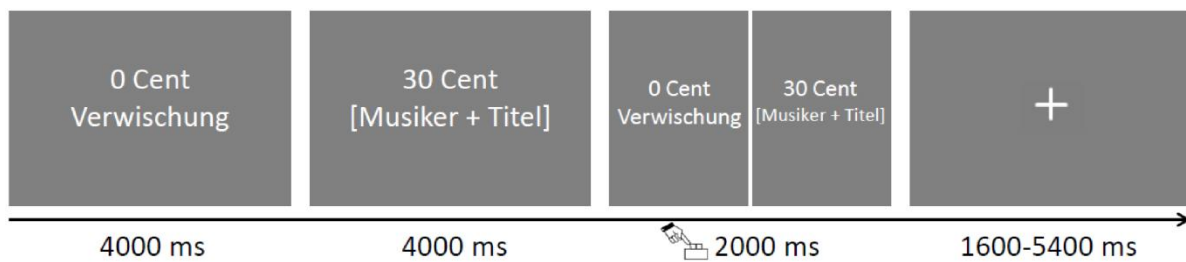 0 Cent
Verwischung
30 Cent
[Musiker + Titel]
0 Cent
Verwischung
30 Cent
[Musiker + Titel]
+
4000 ms
4000 ms
2000 ms
1600-5400 ms